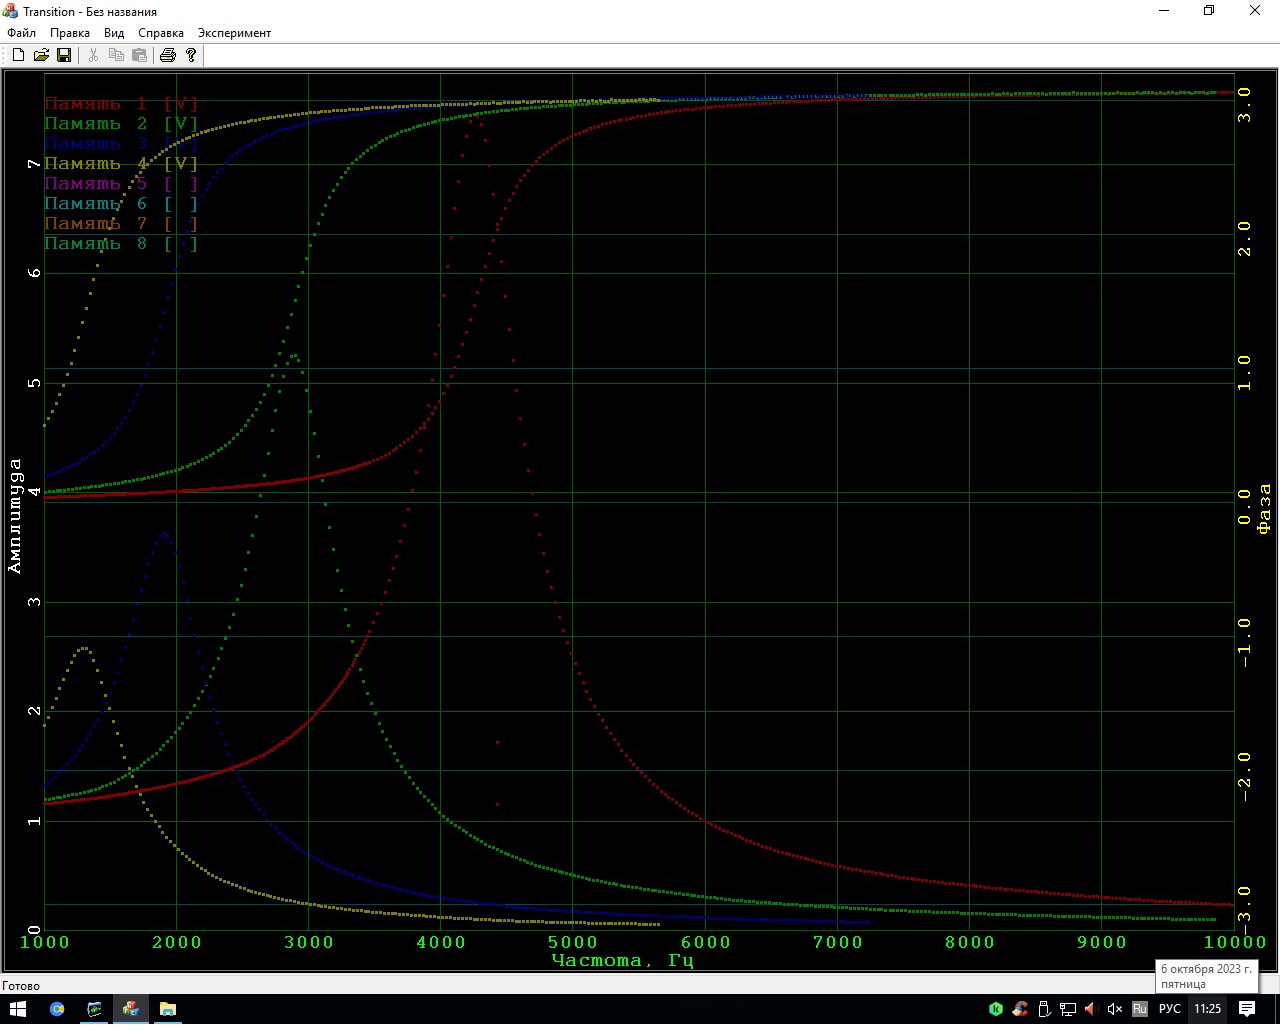 Transition - Без названия
Файл Правка Вид Справка Эксперимент
Память 1 [V]
Память 2 [V]
Память 3 [V]
Память 4 [V]
Память 5 [ ]
Память 6 [ ]
Память 7 [ ]
Память 8 [ ]
7
6
5
4
3
2
1
0
Амплитуда
3.0
2.0
1.0
0.0
-1.0
-2.0
-3.0
Фаза
1000 2000 3000 4000 5000 6000 7000 8000 9000 10000
Частота, Гц
6 октября 2023 г.
пятница
Готово
Ru РУС 11:25